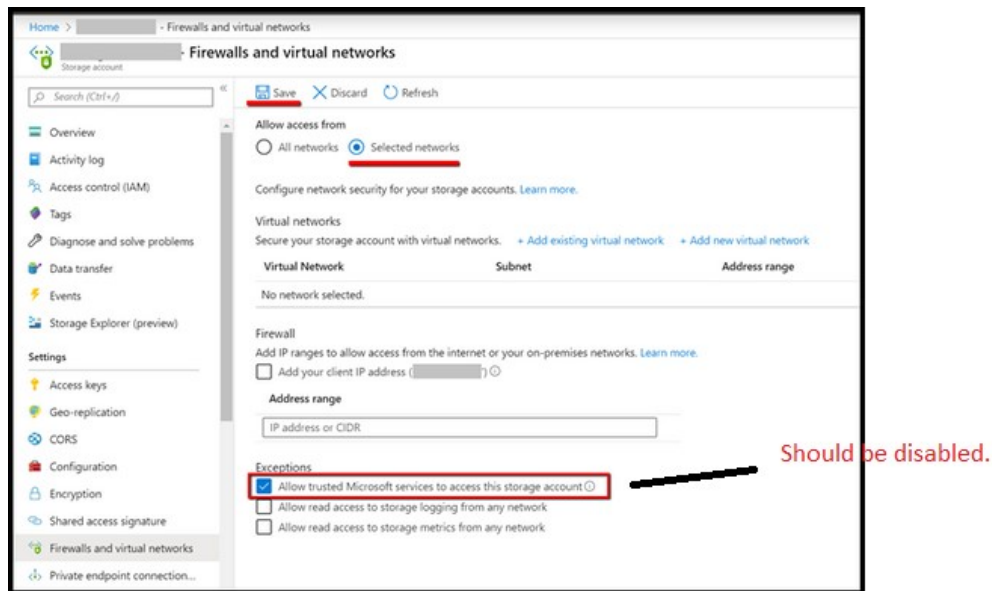 Home >
- Firewalls and virtual networks
- Firewalls and virtual networks
Storage account
Search (Ctrl+/)
«
Save Discard Refresh
Overview
Activity log
Access control (IAM)
Tags
Diagnose and solve problems
Data transfer
Events
Storage Explorer (preview)
Settings
Access keys
Geo-replication
CORS
Configuration
Encryption
Shared access signature
Firewalls and virtual networks
Private endpoint connection...
Allow access from
All networks Selected networks
Configure network security for your storage accounts. Learn more.
Virtual networks
Secure your storage account with virtual networks. + Add existing virtual network + Add new virtual network
Virtual Network Subnet Address range
No network selected.
Firewall
Add IP ranges to allow access from the internet or your on-premises networks. Learn more.
Add your client IP address ( )
Address range
IP address or CIDR
Exceptions
Allow trusted Microsoft services to access this storage account
Allow read access to storage logging from any network
Allow read access to storage metrics from any network
Should be disabled.